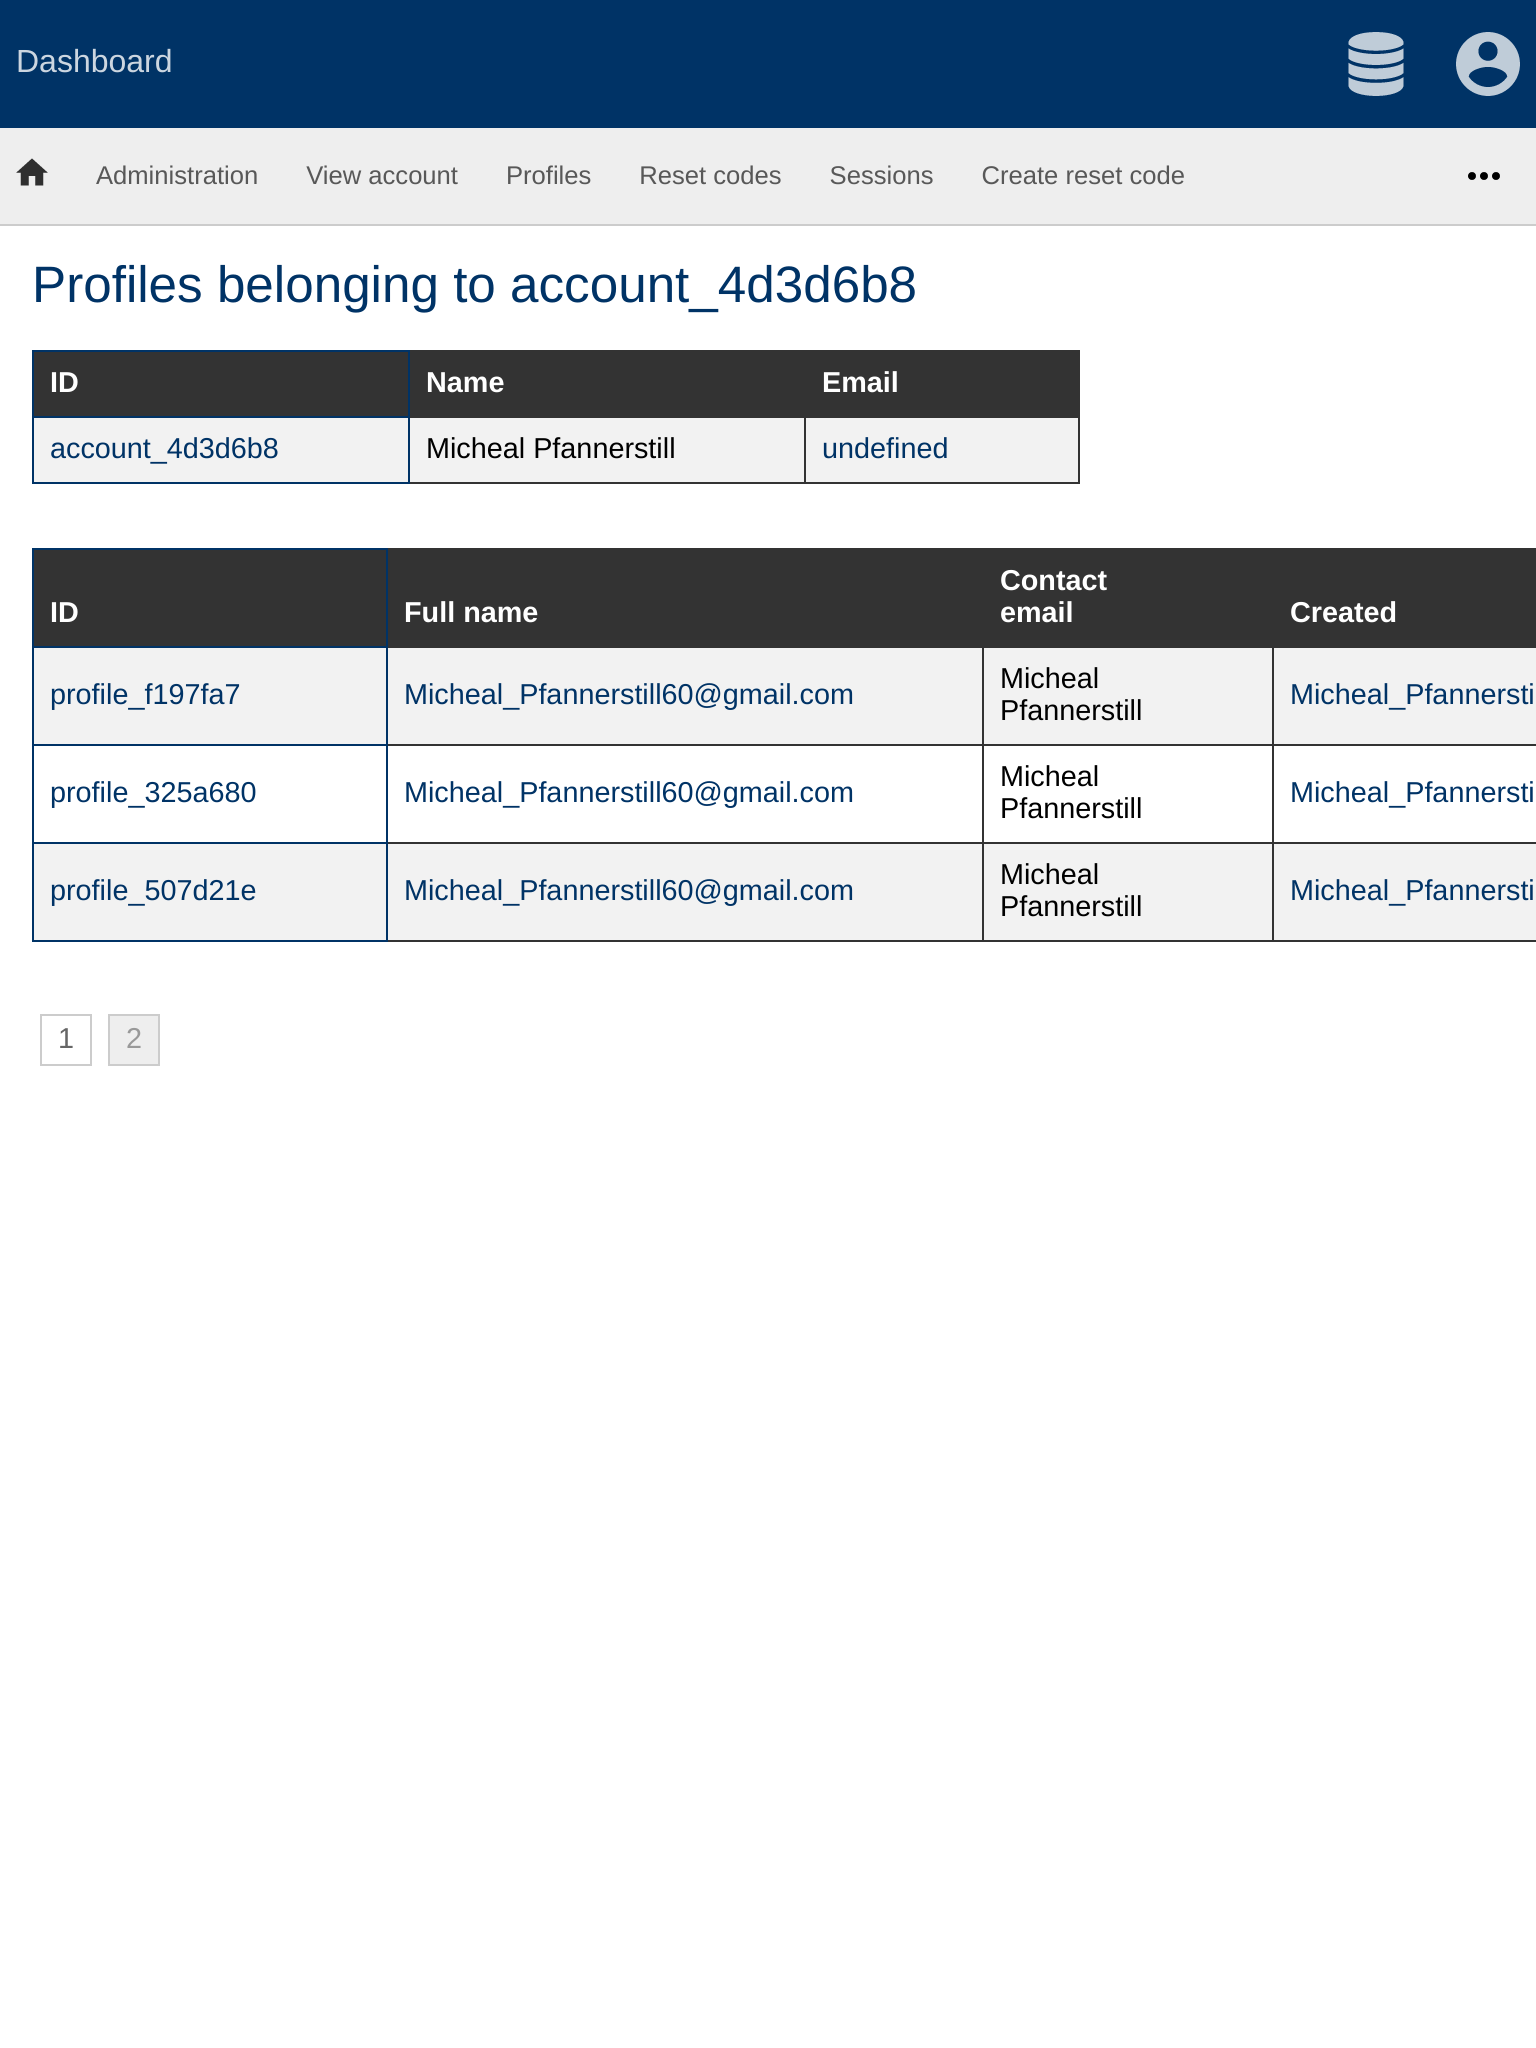 Dashboard
Administration View account Profiles Reset codes Sessions Create reset code
Profiles belonging to account_4d3d6b8
ID Name Email
account_4d3d6b8 Micheal Pfannerstill undefined
Contact
ID Full name email Created
Micheal
profile_f197fa7 Micheal_Pfannerstill60@gmail.com Pfannerstill Micheal_Pfannersti
Micheal
profile_325a680 Micheal_Pfannerstill60@gmail.com Pfannerstill Micheal_Pfannersti
Micheal
profile_507d21e Micheal_Pfannerstill60@gmail.com Pfannerstill Micheal_Pfannersti
1 2